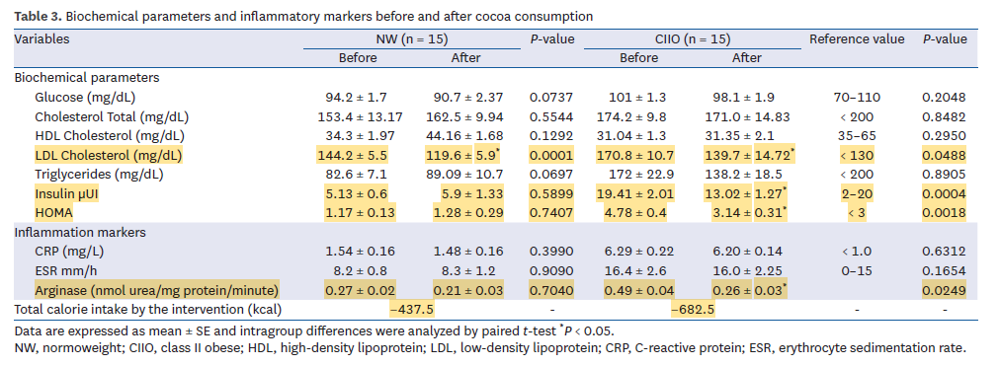 Table 3. Biochemical parameters and inflammatory markers before and after cocoa consumption
Variables NW (n = 15) P-value CIIO (n = 15) Reference value P-value
Before After Before After
Biochemical parameters
Glucose (mg/dL) 94.2 ± 1.7 90.7 ± 2.37 0.0737 101 ± 1.3 98.1 ± 1.9 70–110 0.2048
Cholesterol Total (mg/dL) 153.4 ± 13.17 162.5 ± 9.94 0.5544 174.2 ± 9.8 171.0 ± 14.83 < 200 0.8482
HDL Cholesterol (mg/dL) 34.3 ± 1.97 44.16 ± 1.68 0.1292 31.04 ± 1.3 31.35 ± 2.1 35–65 0.2950
LDL Cholesterol (mg/dL) 144.2 ± 5.5 119.6 ± 5.9* 0.0001 170.8 ± 10.7 139.7 ± 14.72* < 130 0.0488
Triglycerides (mg/dL) 82.6 ± 7.1 89.09 ± 10.7 0.0697 172 ± 22.9 138.2 ± 18.5 < 200 0.8905
Insulin μUI 5.13 ± 0.6 5.9 ± 1.33 0.5899 19.41 ± 2.01 13.02 ± 1.27* 2–20 0.0004
HOMA 1.17 ± 0.13 1.28 ± 0.29 0.7407 4.78 ± 0.4 3.14 ± 0.31* < 3 0.0018
Inflammation markers
CRP (mg/L) 1.54 ± 0.16 1.48 ± 0.16 0.3990 6.29 ± 0.22 6.20 ± 0.14 < 1.0 0.6312
ESR mm/h 8.2 ± 0.8 8.3 ± 1.2 0.9090 16.4 ± 2.6 16.0 ± 2.25 0–15 0.1654
Arginase (nmol urea/mg protein/minute) 0.27 ± 0.02 0.21 ± 0.03 0.7040 0.49 ± 0.04 0.26 ± 0.03* 0.0249
Total calorie intake by the intervention (kcal) −437.5 - −682.5 - -
Data are expressed as mean ± SE and intragroup differences were analyzed by paired t-test *P < 0.05.
NW, normoweight; CIIO, class II obese; HDL, high-density lipoprotein; LDL, low-density lipoprotein; CRP, C-reactive protein; ESR, erythrocyte sedimentation rate.